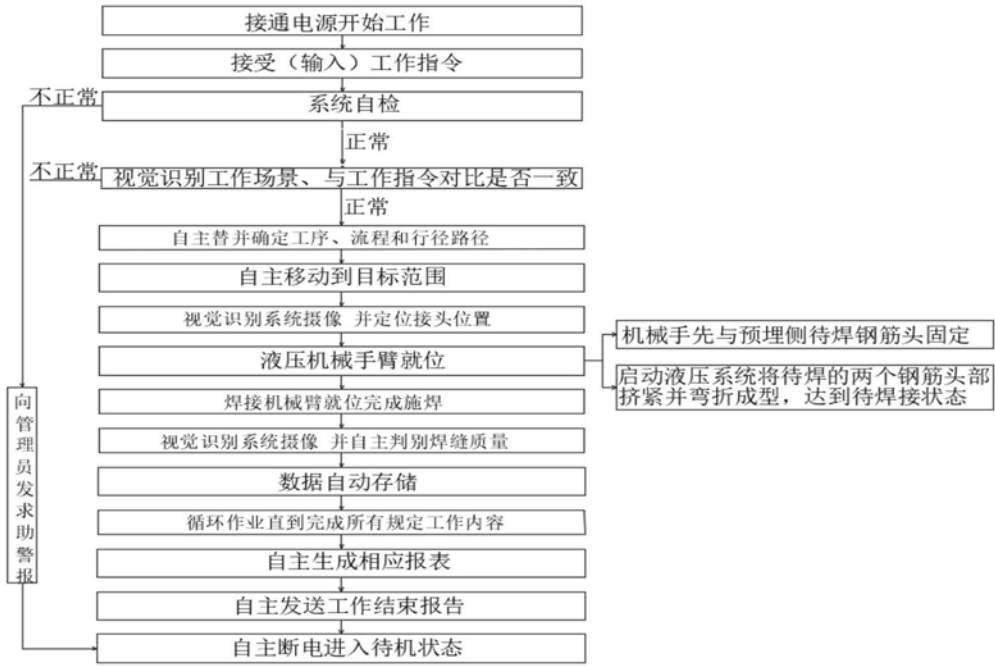 接通电源开始工作
接受（输入）工作指令
不正常
系统自检
正常
不正常
视觉识别工作场景、与工作指令对比是否一致
正常
自主替并确定工序、流程和行径路径
自主移动到目标范围
视觉识别系统摄像 并定位接头位置
机械手先与预埋侧待焊钢筋头固定
液压机械手臂就位
启动液压系统将待焊的两个钢筋头部
挤紧并弯折成型，达到待焊接状态
焊接机械臂就位完成施焊
视觉识别系统摄像 并自主判别焊缝质量
向管理员发求助警报
数据自动存储
循环作业直到完成所有规定工作内容
自主生成相应报表
自主发送工作结束报告
自主断电进入待机状态